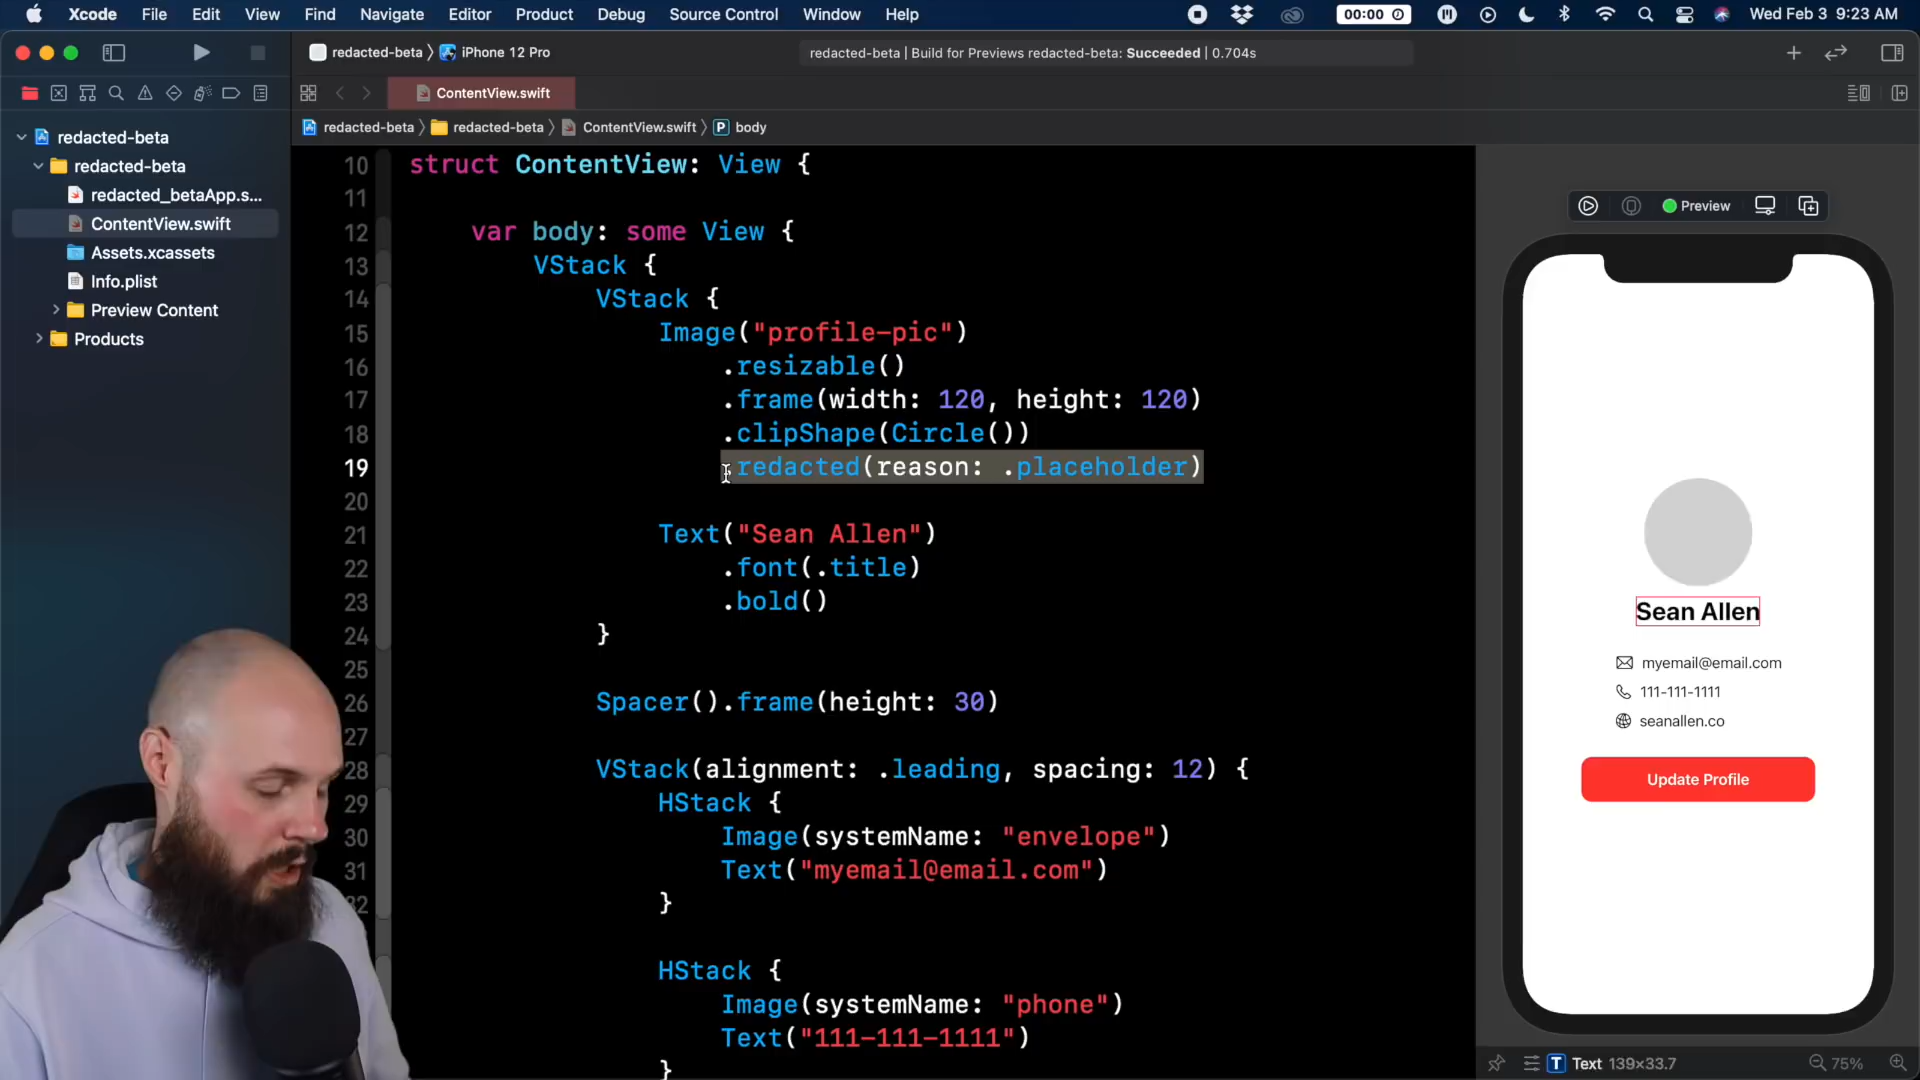 Xcode File Edit View Find Navigate Editor Product Debug Source Control Window Help 00:00 Wed Feb 3 9:23 AM
redacted-beta iPhone 12 Pro redacted-beta | Build for Previews redacted-beta: Succeeded | 0.704s
ContentView.swift
redacted-beta redacted-beta ContentView.swift P body
redacted-beta
redacted-beta
redacted_betaApp.s...
ContentView.swift
Assets.xcassets
Info.plist
Preview Content
Products
10 struct ContentView: View {
11
12 var body: some View {
13 VStack {
14 VStack {
15 Image("profile-pic")
16 .resizable()
17 .frame(width: 120, height: 120)
18 .clipShape(Circle())
19 .redacted(reason: .placeholder)
20
21 Text("Sean Allen")
22 .font(.title)
23 .bold()
24 }
25
26 Spacer().frame(height: 30)
27
28 VStack(alignment: .leading, spacing: 12) {
29 HStack {
30 Image(systemName: "envelope")
31 Text("myemail@email.com")
32 }
HStack {
Image(systemName: "phone")
Text("111-111-1111")
}
Preview
Sean Allen
myemail@email.com
111-111-1111
seanallen.co
Update Profile
T Text 139×33.7 75%